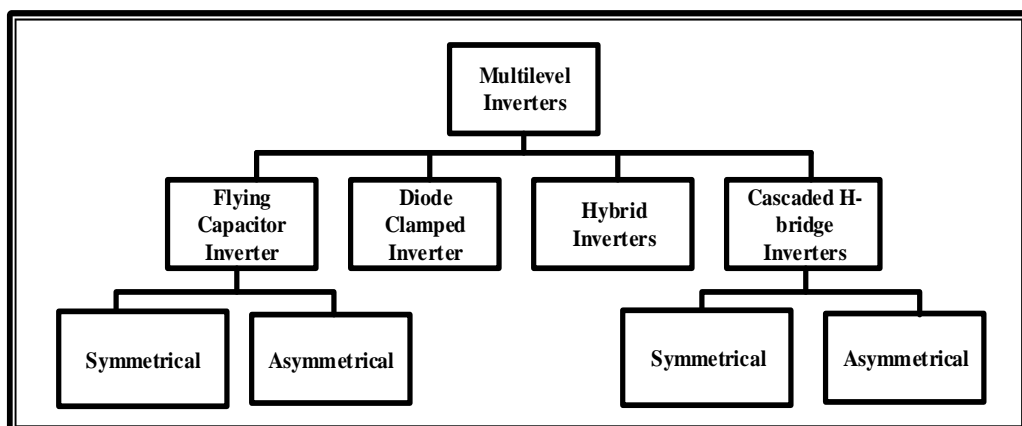 Multilevel
Inverters
Flying
Capacitor
Inverter
Diode
Clamped
Inverter
Hybrid
Inverters
Cascaded H-
bridge
Inverters
Symmetrical
Asymmetrical
Symmetrical
Asymmetrical